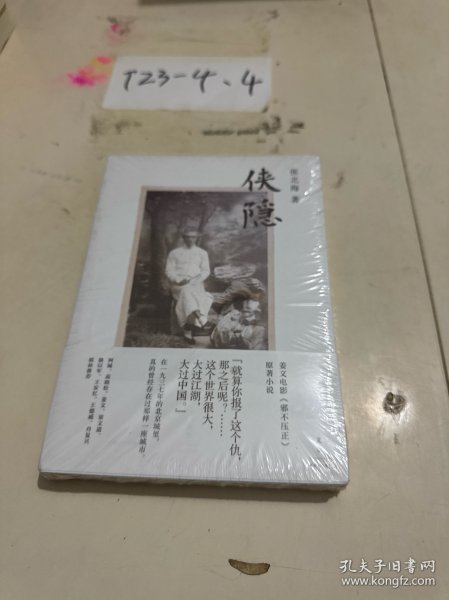 T23-4、4
侠隐
张北海 著
姜文电影《邪不压正》
原著小说
「就算你报了这个仇,
那之后呢?……
这个世界很大,
大过江湖,
大过中国。」
在一九三七年的北京城里,
真的曾经存在过那样一座城市。
孔夫子旧书网
www.kongfz.com